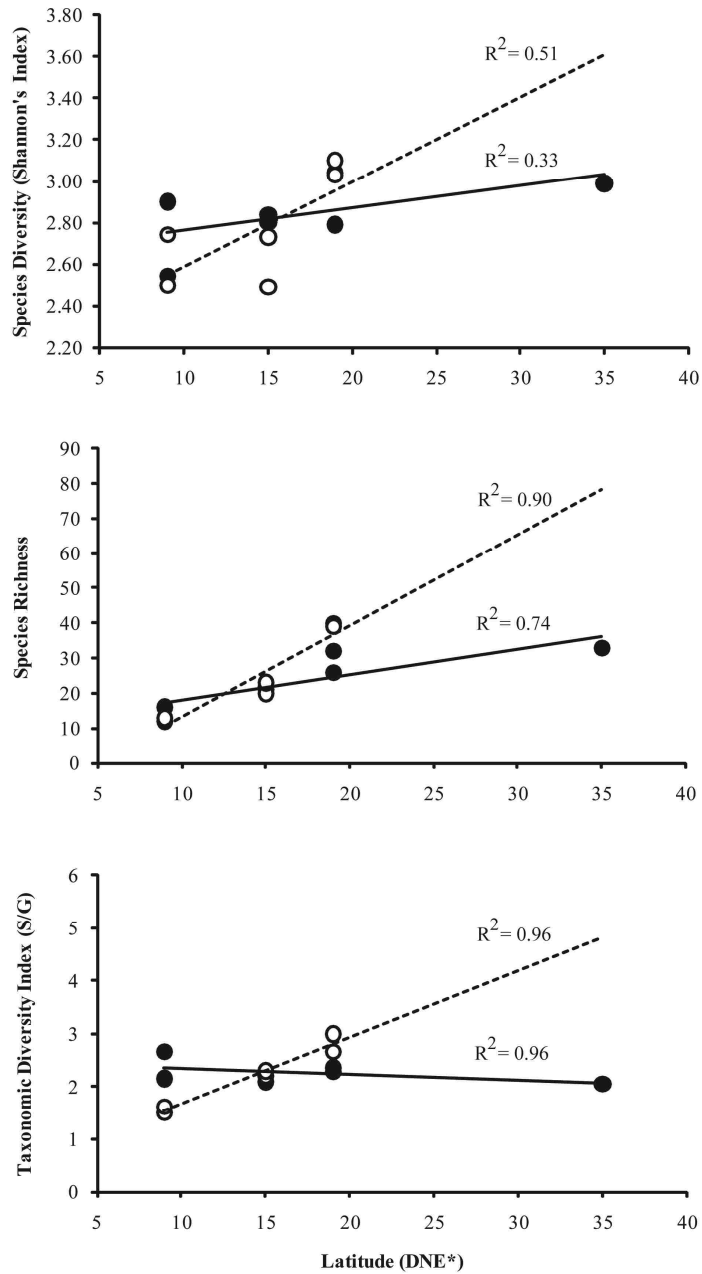 Species Diversity (Shannon's Index)
3.80
3.60
3.40
3.20
3.00
2.80
2.60
2.40
2.20
R2 = 0.51
R2 = 0.33
5 10 15 20 25 30 35 40
Species Richness
90
80
70
60
50
40
30
20
10
0
R2 = 0.90
R2 = 0.74
5 10 15 20 25 30 35 40
Taxonomic Diversity Index (S/G)
6
5
4
3
2
1
0
R2 = 0.96
R2 = 0.96
5 10 15 20 25 30 35 40
Latitude (DNE*)